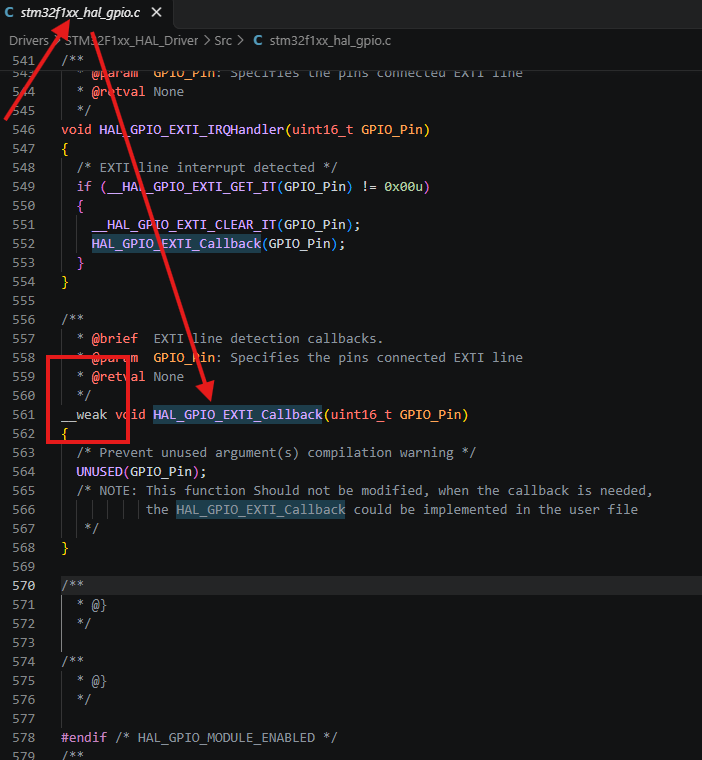 C stm32f1xx_hal_gpio.c ×
Drivers > STM32F1xx_HAL_Driver > Src > C stm32f1xx_hal_gpio.c
541 /**
543 * @param GPIO_Pin: Specifies the pins connected EXTI line
544 * @retval None
545 */
546 void HAL_GPIO_EXTI_IRQHandler(uint16_t GPIO_Pin)
547 {
548 /* EXTI line interrupt detected */
549 if (__HAL_GPIO_EXTI_GET_IT(GPIO_Pin) != 0x00u)
550 {
551 __HAL_GPIO_EXTI_CLEAR_IT(GPIO_Pin);
552 HAL_GPIO_EXTI_Callback(GPIO_Pin);
553 }
554 }
555
556 /**
557 * @brief EXTI line detection callbacks.
558 * @param GPIO_Pin: Specifies the pins connected EXTI line
559 * @retval None
560 */
561 __weak void HAL_GPIO_EXTI_Callback(uint16_t GPIO_Pin)
562 {
563 /* Prevent unused argument(s) compilation warning */
564 UNUSED(GPIO_Pin);
565 /* NOTE: This function Should not be modified, when the callback is needed,
566 the HAL_GPIO_EXTI_Callback could be implemented in the user file
567 */
568 }
569
570 /**
571 * @}
572 */
573
574 /**
575 * @}
576 */
577
578 #endif /* HAL_GPIO_MODULE_ENABLED */
579 /**